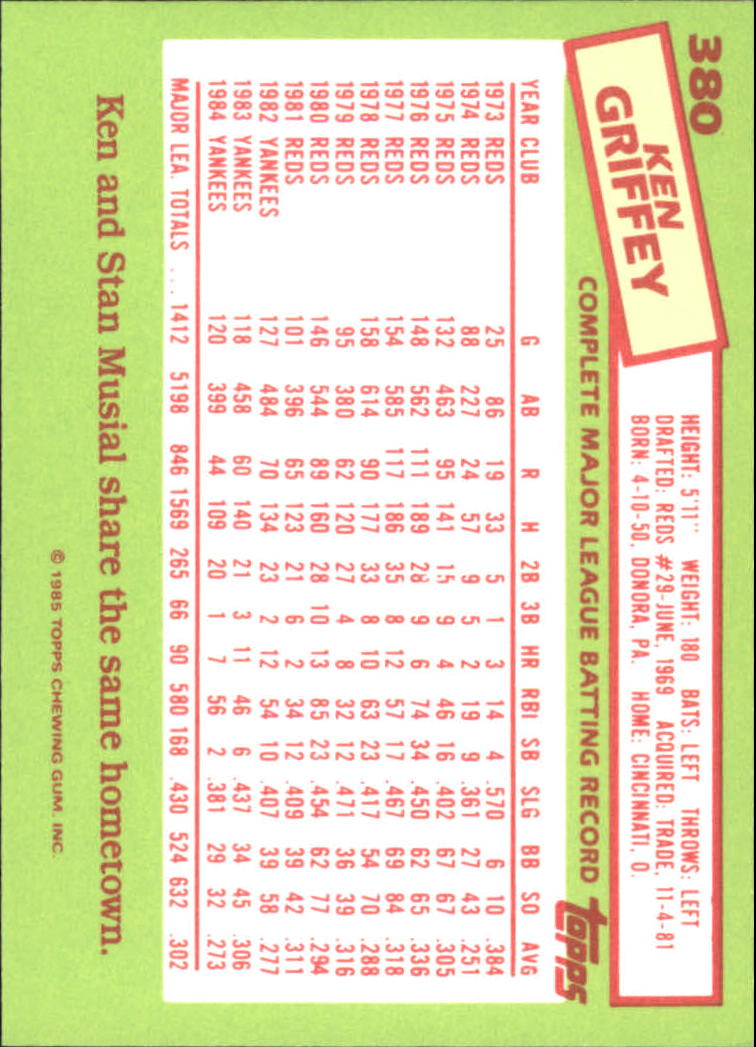 380
KEN
GRIFFEY
HEIGHT: 5'11" WEIGHT: 180 BATS: LEFT THROWS: LEFT
DRAFTED: REDS #29-JUNE, 1969 ACQUIRED: TRADE, 11-4-81
BORN: 4-10-50, DONORA, PA. HOME: CINCINNATI, O.
COMPLETE MAJOR LEAGUE BATTING RECORD topps
YEAR CLUB G AB R H 2B 3B HR RBI SB SLG BB SO AVG
1973 REDS 25 86 19 33 5 1 3 14 4 .570 6 10 .384
1974 REDS 88 227 24 57 9 5 2 19 9 .361 27 43 .251
1975 REDS 132 463 95 141 15 9 4 46 16 .402 67 67 .305
1976 REDS 148 562 111 189 28 9 6 74 34 .450 62 65 .336
1977 REDS 154 585 117 186 35 8 12 57 17 .467 69 84 .318
1978 REDS 158 614 90 177 33 8 10 63 23 .417 54 70 .288
1979 REDS 95 380 62 120 27 4 8 32 12 .471 36 39 .316
1980 REDS 146 544 89 160 28 10 13 85 23 .454 62 77 .294
1981 REDS 101 396 65 123 21 6 2 34 12 .409 39 42 .311
1982 YANKEES 127 484 70 134 23 2 12 54 10 .407 39 58 .277
1983 YANKEES 118 458 60 140 21 3 11 46 6 .437 34 45 .306
1984 YANKEES 120 399 44 109 20 1 7 56 2 .381 29 32 .273
MAJOR LEA. TOTALS ... 1412 5198 846 1569 265 66 90 580 168 .430 524 632 .302
Ken and Stan Musial share the same hometown.
© 1985 TOPPS CHEWING GUM, INC.